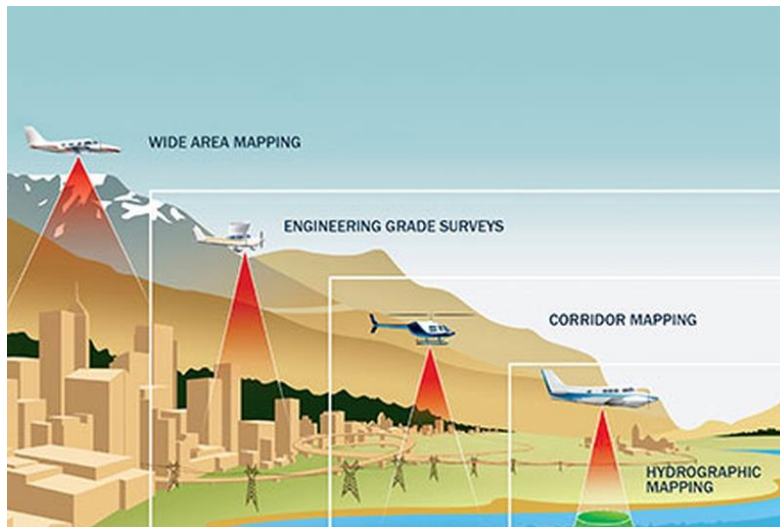 WIDE AREA MAPPING
ENGINEERING GRADE SURVEYS
CORRIDOR MAPPING
HYDROGRAPHIC
MAPPING